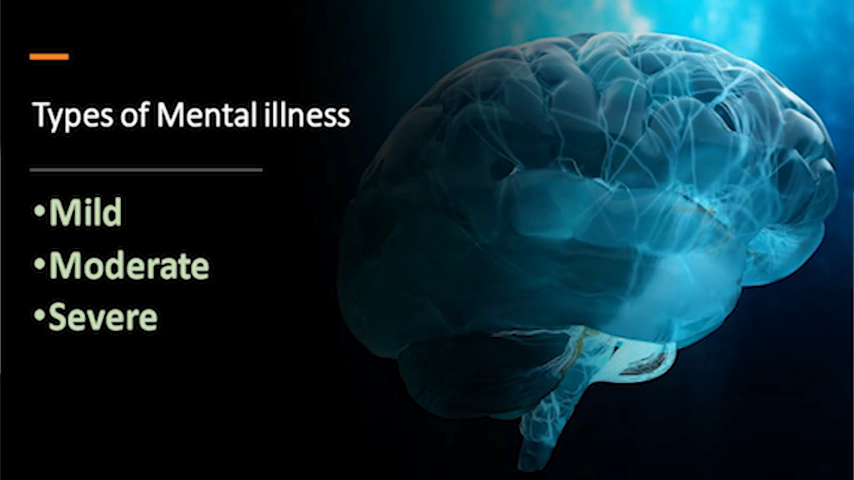 Types of Mental illness
•Mild
•Moderate
•Severe